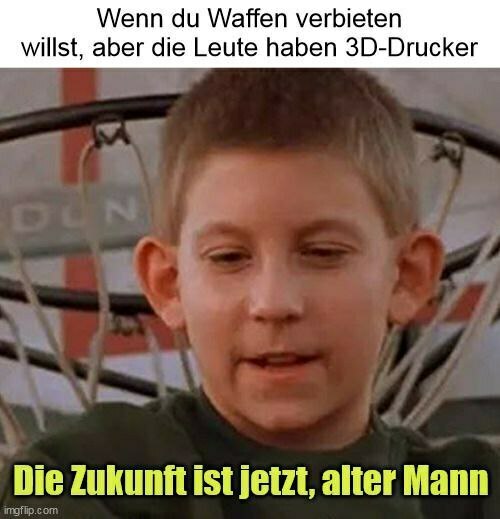 Wenn du Waffen verbieten
willst, aber die Leute haben 3D-Drucker
DUN
Die Zukunft ist jetzt, alter Mann
imgflip.com